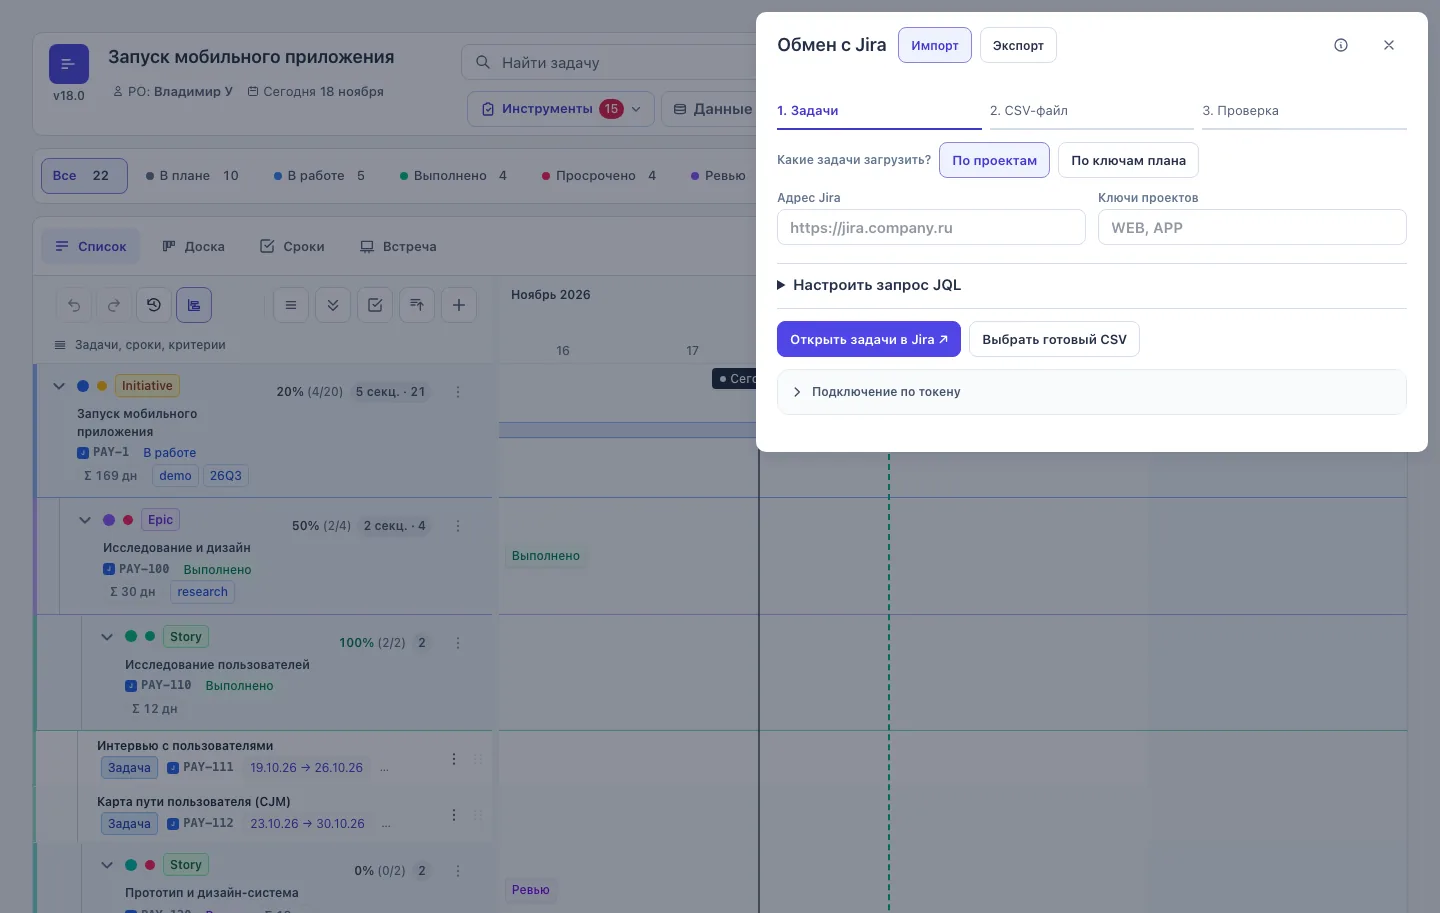 Запуск мобильного приложения
v18.0
PO: Владимир У
Сегодня 18 ноября
Найти задачу
Инструменты 15
Данные
Все 22
В плане 10
В работе 5
Выполнено 4
Просрочено 4
Ревью
Список
Доска
Сроки
Встреча
Задачи, сроки, критерии
Ноябрь 2026
16
17
Initiative
20% (4/20)
5 секц. · 21
Запуск мобильного
приложения
PAY-1
В работе
Σ 169 дн
demo
26Q3
Epic
50% (2/4)
2 секц. · 4
Исследование и дизайн
PAY-100
Выполнено
Σ 30 дн
research
Выполнено
Story
100% (2/2)
2
Исследование пользователей
PAY-110
Выполнено
Σ 12 дн
Интервью с пользователями
Задача
PAY-111
19.10.26 → 26.10.26
...
Карта пути пользователя (CJM)
Задача
PAY-112
23.10.26 → 30.10.26
...
Story
0% (0/2)
2
Прототип и дизайн-система
Ревью
Обмен с Jira
Импорт
Экспорт
1. Задачи
2. CSV-файл
3. Проверка
Какие задачи загрузить?
По проектам
По ключам плана
Адрес Jira
Ключи проектов
https://jira.company.ru
WEB, APP
Настроить запрос JQL
Открыть задачи в Jira ↗
Выбрать готовый CSV
Подключение по токену